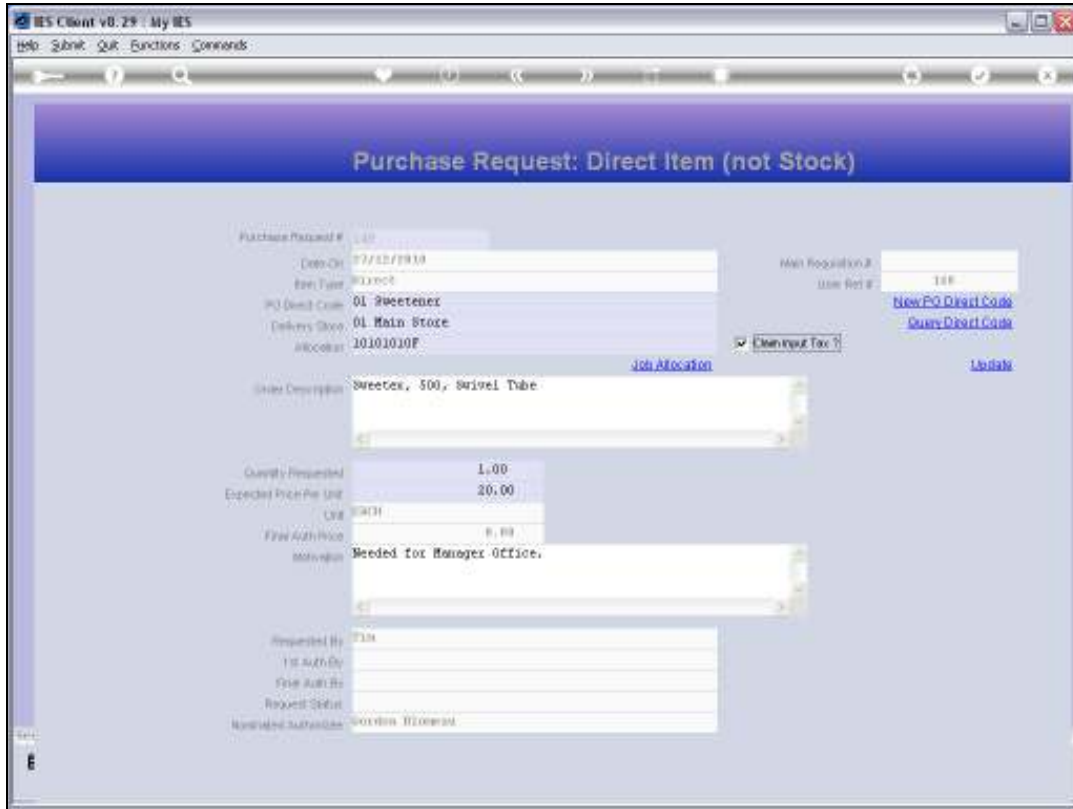 IES Client v8.29 : My IES
Help Submit Quit Functions Commands
Purchase Request: Direct Item (not Stock)
Purchase Request #
Date On
Main Requisition #
Item Type Direct
User Ref # 148
PO Direct Code 01 Sweetener
New PO Direct Code
Delivery Store 01 Main Store
Query Direct Code
Allocation 10101010F
Claim Input Tax ?
Job Allocation
Update
Order Description Sweetex, 500, Swivel Tube
Quantity Requested 1.00
Expected Price Per Unit 20.00
Unit EACH
Final Auth Price 0.00
Motivation Needed for Manager Office.
Requested By
1st Auth By
Final Auth By
Request Status
Nominated Authorizer Gordon